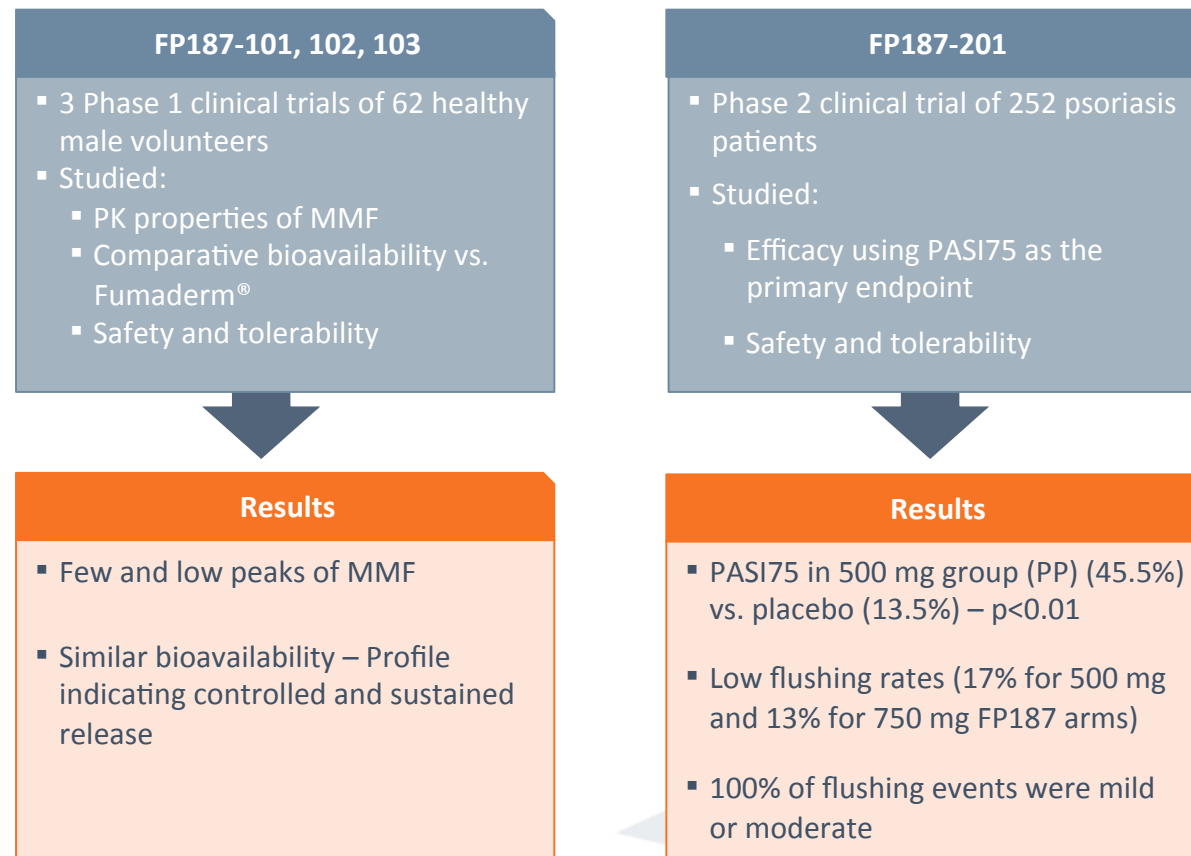 FP187-101, 102, 103
▪ 3 Phase 1 clinical trials of 62 healthy
male volunteers
▪ Studied:
▪ PK properties of MMF
▪ Comparative bioavailability vs.
Fumaderm®
▪ Safety and tolerability
Results
▪ Few and low peaks of MMF
▪ Similar bioavailability – Profile
indicating controlled and sustained
release
FP187-201
▪ Phase 2 clinical trial of 252 psoriasis
patients
▪ Studied:
▪ Efficacy using PASI75 as the
primary endpoint
▪ Safety and tolerability
Results
▪ PASI75 in 500 mg group (PP) (45.5%)
vs. placebo (13.5%) – p<0.01
▪ Low flushing rates (17% for 500 mg
and 13% for 750 mg FP187 arms)
▪ 100% of flushing events were mild
or moderate